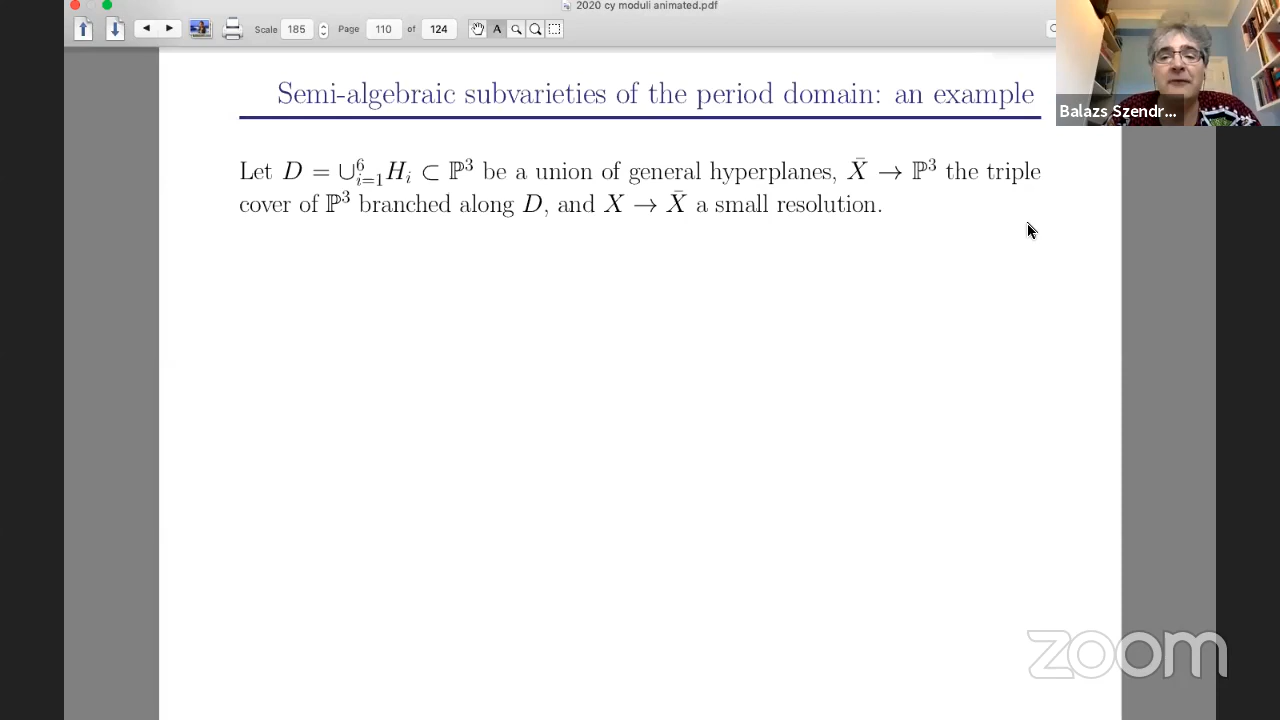 2020 cy moduli animated.pdf
Scale 185 Page 110 of 124
Balazs Szendr...
Semi-algebraic subvarieties of the period domain: an example
Let D = ∪⁶ᵢ₌₁Hᵢ ⊂ ℙ³ be a union of general hyperplanes, X̄ → ℙ³ the triple
cover of ℙ³ branched along D, and X → X̄ a small resolution.
zoom